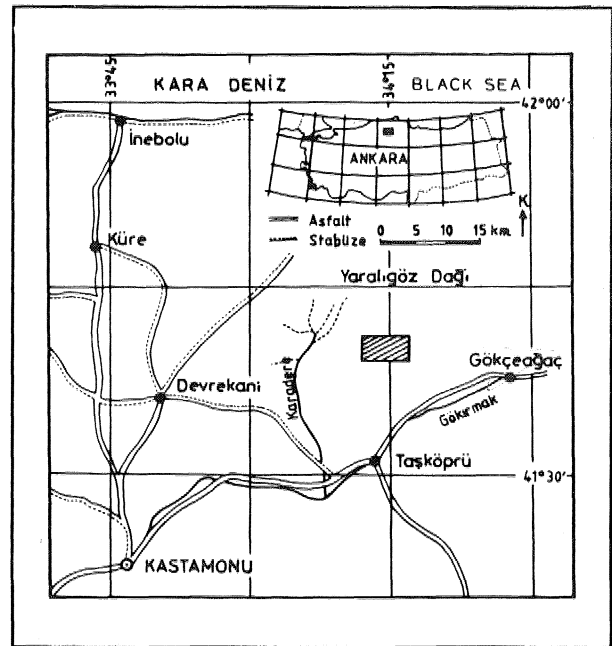 33°45
34°15
KARA DENİZ
BLACK SEA
42°00'
İnebolu
ANKARA
K
Asfalt
Stabilize
0 5 10 15 km.
Küre
Yaralıgöz Dağı
Gökçeağaç
Devrekani
Karadere
Gökırmak
Taşköprü
41°30'
KASTAMONU